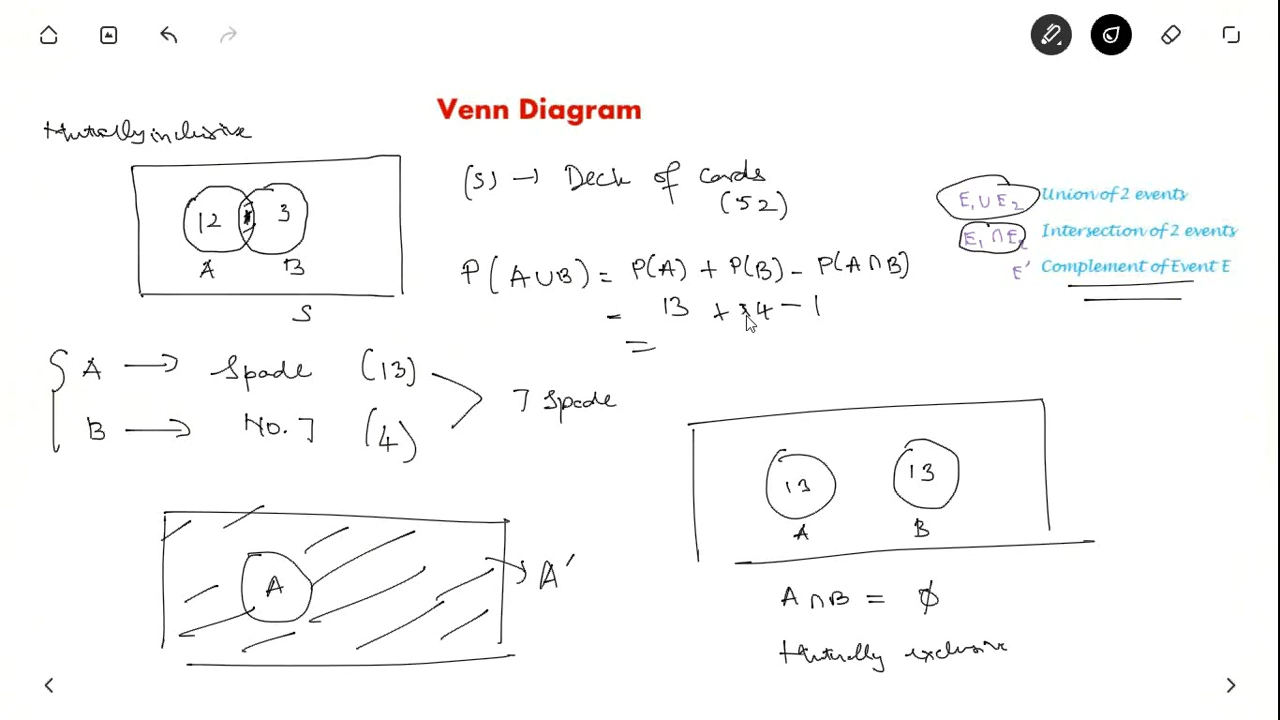 Venn Diagram
Mutually inclusive
12 3
A B
S
(S) → Deck of cards
(52)
E₁ ∪ E₂ Union of 2 events
E₁ ∩ E₂ Intersection of 2 events
E' Complement of Event E
P(A∪B) = P(A) + P(B) - P(A∩B)
= 13 + 4 - 1
=
A → Spade (13)
B → No. 7 (4)
7 Spade
13 13
A B
A A'
A∩B = ϕ
Mutually exclusive